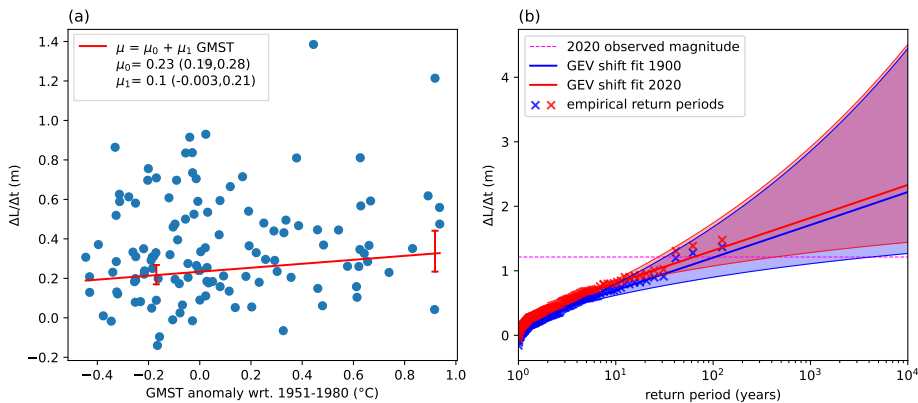 (a)
μ = μ₀ + μ₁ GMST
μ₀= 0.23 (0.19,0.28)
μ₁= 0.1 (-0.003,0.21)
1.4
1.2
1.0
0.8
0.6
0.4
0.2
0.0
−0.2
ΔL/Δt (m)
−0.4
−0.2
0.0
0.2
0.4
0.6
0.8
1.0
GMST anomaly wrt. 1951-1980 (°C)
(b)
2020 observed magnitude
GEV shift fit 1900
GEV shift fit 2020
empirical return periods
4
3
2
1
0
ΔL/Δt (m)
10⁰
10¹
10²
10³
10⁴
return period (years)